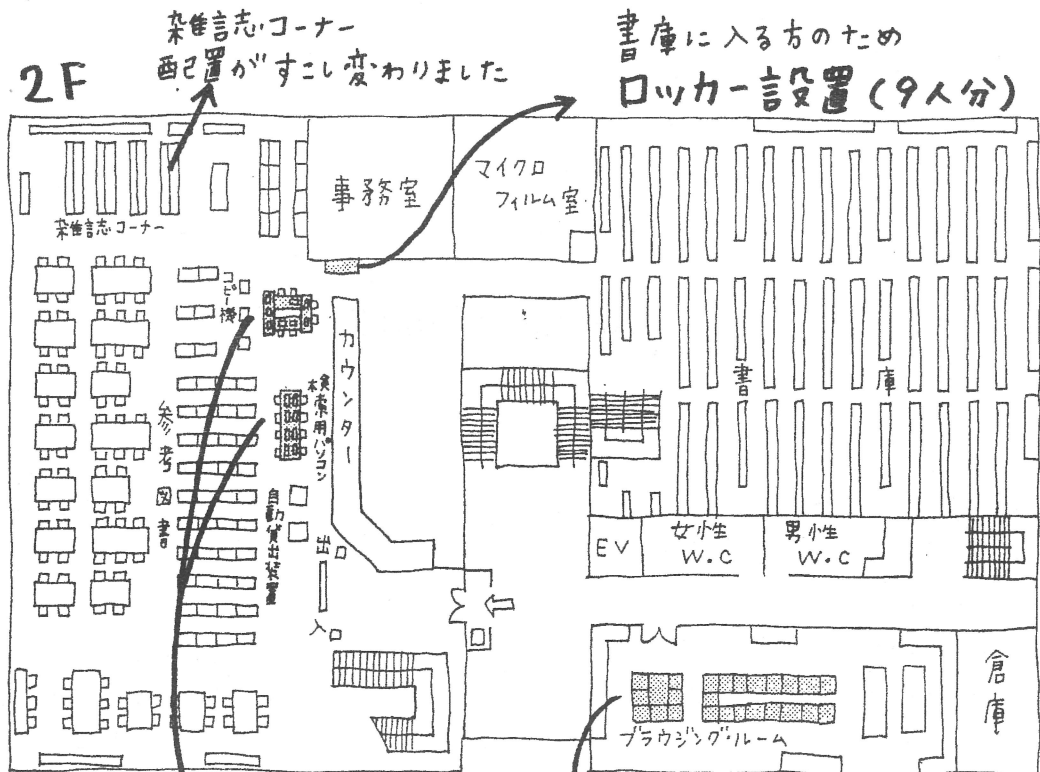 雑誌コーナー
配置がすこし変わりました
書庫に入る方のため
ロッカー設置(9人分)
2F
事務室
マイクロ
フィルム室
雑誌コーナー
コピー機
カウンター
検索用パソコン
書庫
参考図書
自動貸出装置
出
入
EV
女性
W.C
男性
W.C
倉庫
ブラウジング・ルーム